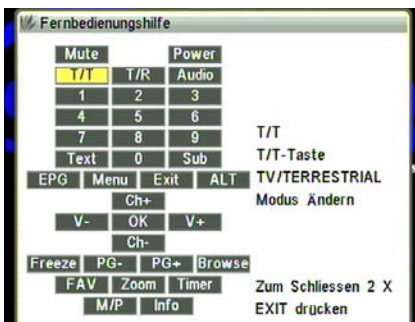 Fernbedienungshilfe
Mute Power
T/T T/R Audio
1 2 3
4 5 6
7 8 9
T/T
Text 0 Sub
T/T-Taste
EPG Menu Exit ALT
TV/TERRESTRIAL
Ch+
Modus Ändern
V- OK V+
Ch-
Freeze PG- PG+ Browse
FAV Zoom Timer
Zum Schliessen 2 X
M/P Info
EXIT drücken